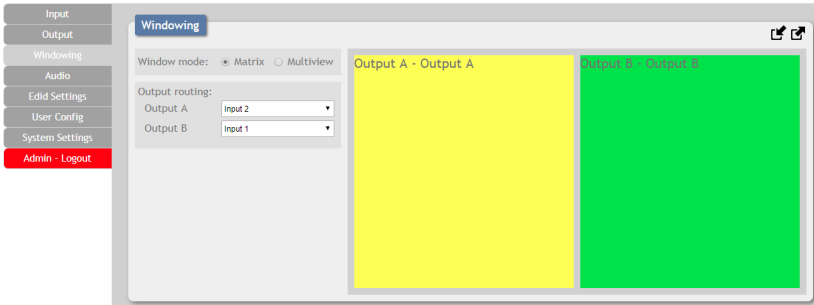 Input
Output
Windowing
Audio
Edid Settings
User Config
System Settings
Admin - Logout
Windowing
Window mode: Matrix Multiview
Output routing:
Output A Input 2
Output B Input 1
Output A - Output A
Output B - Output B